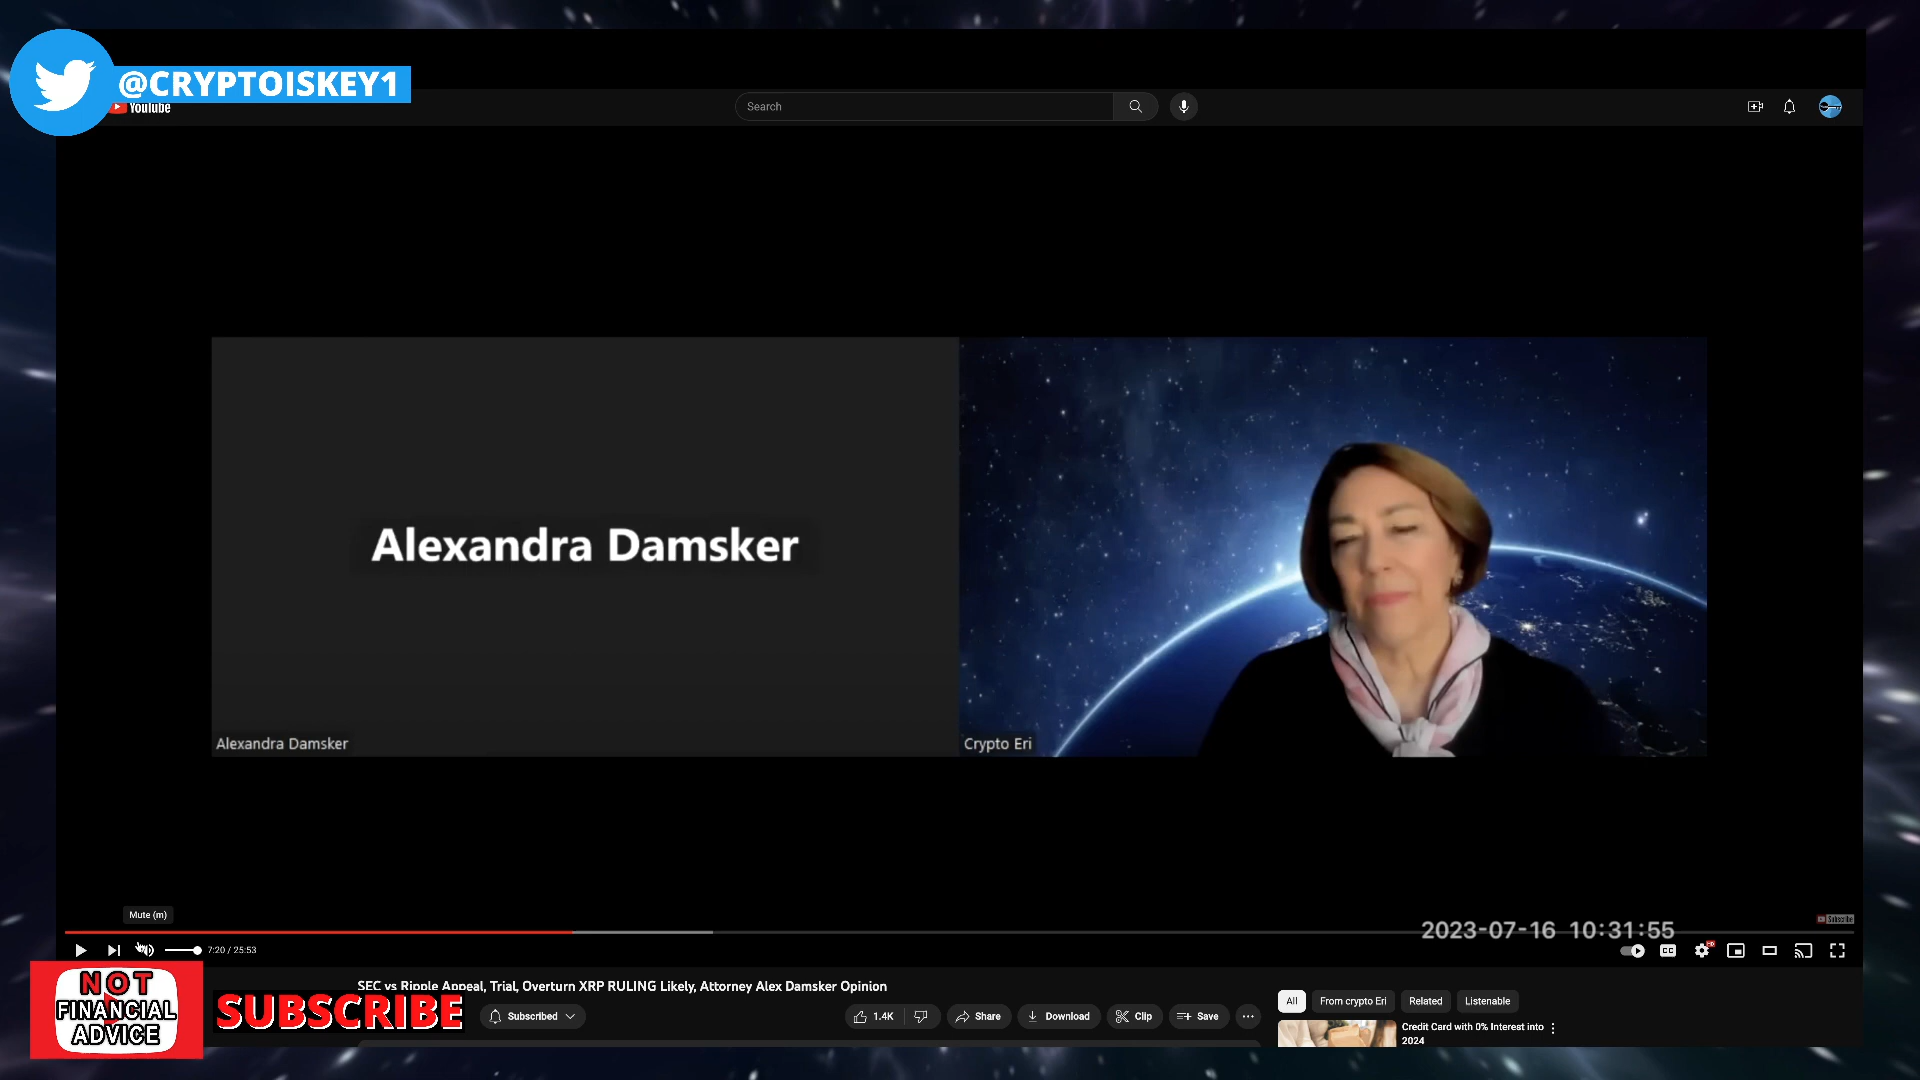 @CRYPTOISKEY1
YouTube
Search
Alexandra Damsker
Alexandra Damsker
Crypto Eri
Mute (m)
Subscribe
2023-07-16 10:31:55
7:20 / 25:53
CC
HD
SEC vs Ripple Appeal, Trial, Overturn XRP RULING Likely, Attorney Alex Damsker Opinion
NOT
FINANCIAL
ADVICE
SUBSCRIBE
Subscribed
1.4K
Share
Download
Clip
Save
All
From crypto Eri
Related
Listenable
Credit Card with 0% Interest into
2024